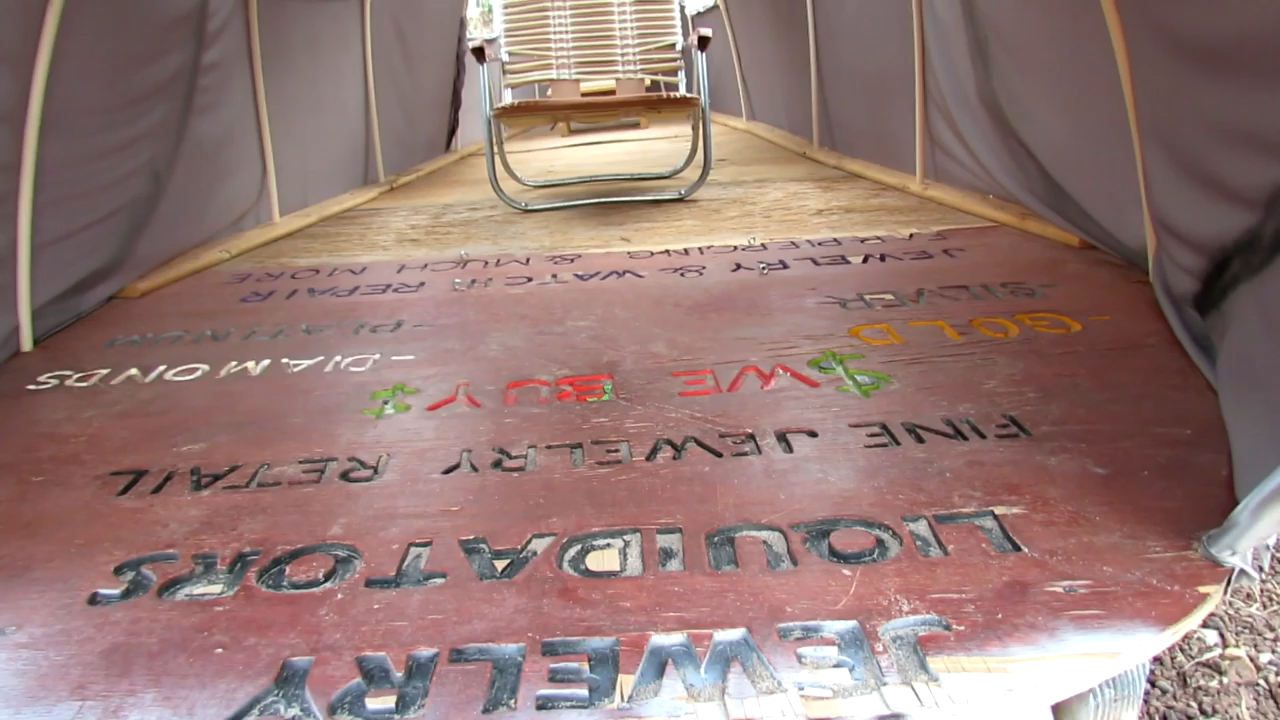 JEWELRY
LIQUIDATORS
FINE JEWELRY RETAIL
$ WE BUY $
-GOLD -DIAMONDS
-SILVER -PLATINUM
JEWELRY & WATCH REPAIR
EAR PIERCING & MUCH MORE